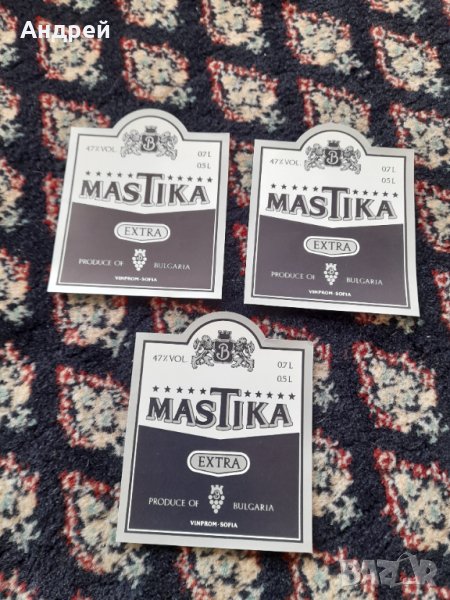 Андрей
47% VOL.
B
0.7 L
0.5 L
MASTIKA
EXTRA
PRODUCE OF BULGARIA
VINPROM-SOFIA
47% VOL.
B
0.7 L
0.5 L
MASTIKA
EXTRA
PRODUCE OF BULGARIA
VINPROM-SOFIA
47% VOL.
B
0.7 L
0.5 L
MASTIKA
EXTRA
PRODUCE OF BULGARIA
VINPROM-SOFIA
BAZAR